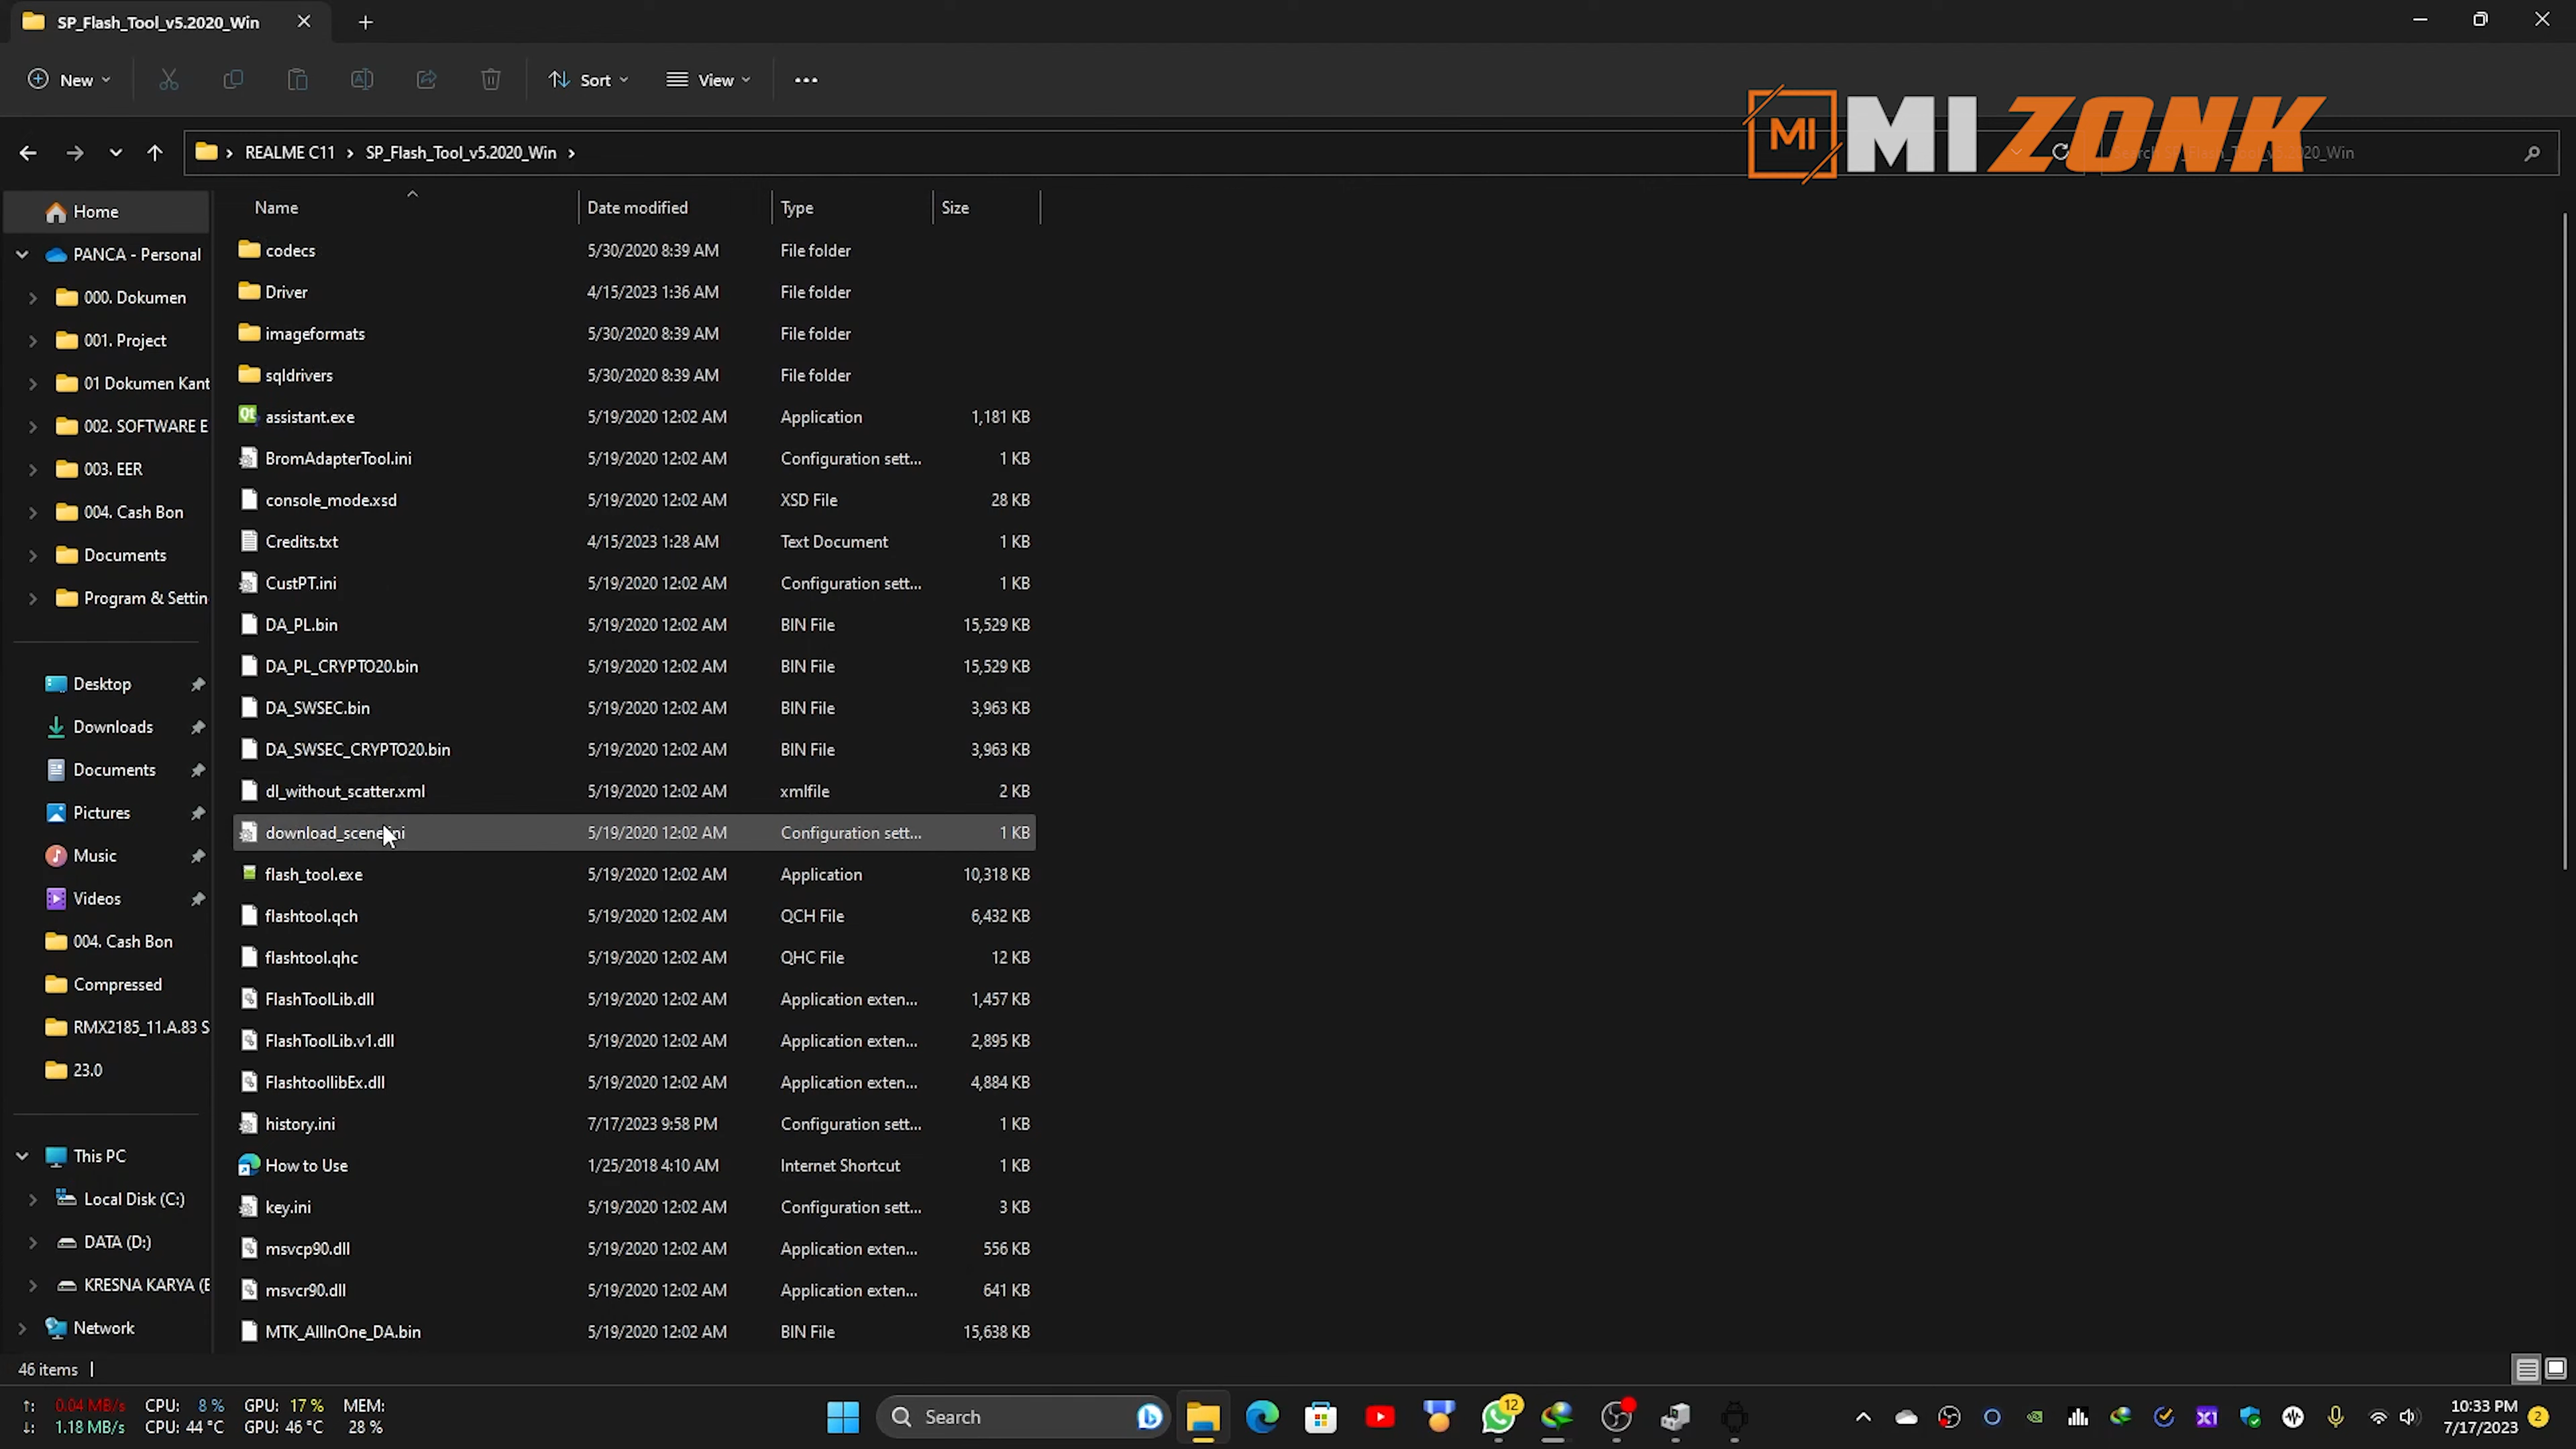 SP_Flash_Tool_v5.2020_Win
New
Sort
View
MI MI ZONK
REALME C11 > SP_Flash_Tool_v5.2020_Win >
Search SP_Flash_Tool_v5.2020_Win
Name Date modified Type Size
Home
PANCA - Personal
000. Dokumen
001. Project
01 Dokumen Kant
002. SOFTWARE E
003. EER
004. Cash Bon
Documents
Program & Settin
Desktop
Downloads
Documents
Pictures
Music
Videos
004. Cash Bon
Compressed
RMX2185_11.A.83 S
23.0
This PC
Local Disk (C:)
DATA (D:)
KRESNA KARYA (E
Network
codecs 5/30/2020 8:39 AM File folder
Driver 4/15/2023 1:36 AM File folder
imageformats 5/30/2020 8:39 AM File folder
sqldrivers 5/30/2020 8:39 AM File folder
Qt assistant.exe 5/19/2020 12:02 AM Application 1,181 KB
BromAdapterTool.ini 5/19/2020 12:02 AM Configuration sett... 1 KB
console_mode.xsd 5/19/2020 12:02 AM XSD File 28 KB
Credits.txt 4/15/2023 1:28 AM Text Document 1 KB
CustPT.ini 5/19/2020 12:02 AM Configuration sett... 1 KB
DA_PL.bin 5/19/2020 12:02 AM BIN File 15,529 KB
DA_PL_CRYPTO20.bin 5/19/2020 12:02 AM BIN File 15,529 KB
DA_SWSEC.bin 5/19/2020 12:02 AM BIN File 3,963 KB
DA_SWSEC_CRYPTO20.bin 5/19/2020 12:02 AM BIN File 3,963 KB
dl_without_scatter.xml 5/19/2020 12:02 AM xmlfile 2 KB
download_scene.ini 5/19/2020 12:02 AM Configuration sett... 1 KB
flash_tool.exe 5/19/2020 12:02 AM Application 10,318 KB
flashtool.qch 5/19/2020 12:02 AM QCH File 6,432 KB
flashtool.qhc 5/19/2020 12:02 AM QHC File 12 KB
FlashToolLib.dll 5/19/2020 12:02 AM Application exten... 1,457 KB
FlashToolLib.v1.dll 5/19/2020 12:02 AM Application exten... 2,895 KB
FlashtoollibEx.dll 5/19/2020 12:02 AM Application exten... 4,884 KB
history.ini 7/17/2023 9:58 PM Configuration sett... 1 KB
How to Use 1/25/2018 4:10 AM Internet Shortcut 1 KB
key.ini 5/19/2020 12:02 AM Configuration sett... 3 KB
msvcp90.dll 5/19/2020 12:02 AM Application exten... 556 KB
msvcr90.dll 5/19/2020 12:02 AM Application exten... 641 KB
MTK_AllInOne_DA.bin 5/19/2020 12:02 AM BIN File 15,638 KB
46 items
↑: 0.04 MB/s CPU: 8 % GPU: 17 % MEM:
↓: 1.18 MB/s CPU: 44 °C GPU: 46 °C 28 %
Search
12
X1
10:33 PM
7/17/2023
2